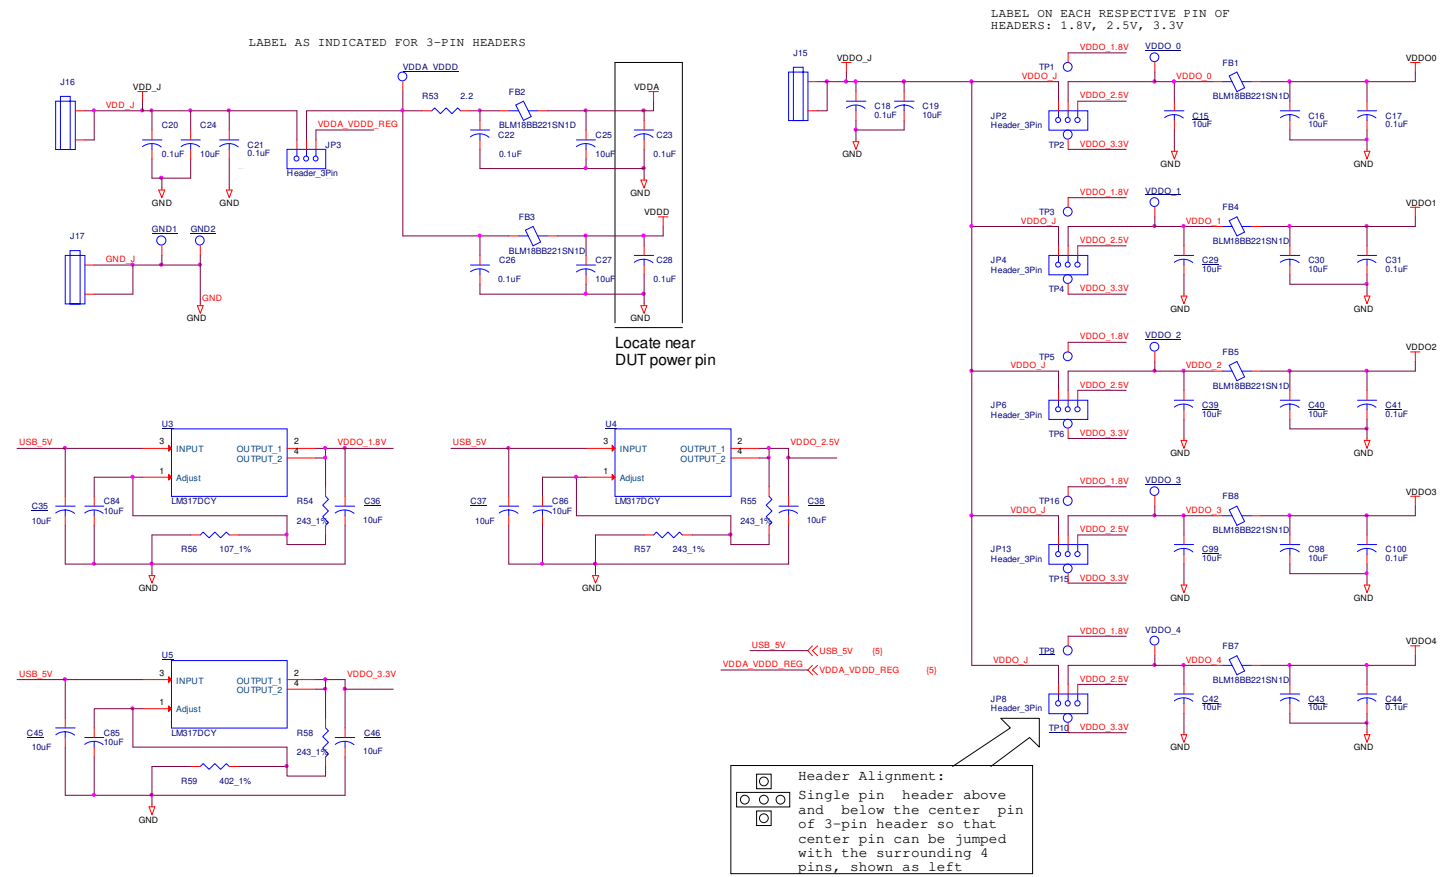 LABEL AS INDICATED FOR 3-PIN HEADERS
LABEL ON EACH RESPECTIVE PIN OF
HEADERS: 1.8V, 2.5V, 3.3V
J16
VDD_J
VDD_J
C20
0.1uF
C24
10uF
C21
0.1uF
GND
GND
VDDA_VDDD_REG
JP3
Header_3Pin
VDDA_VDDD
R53
2.2
FB2
BLM18BB221SN1D
C22
0.1uF
C25
10uF
VDDA
C23
0.1uF
GND
J17
GND_J
GND1
GND2
GND
GND
FB3
BLM18BB221SN1D
C26
0.1uF
C27
10uF
VDDD
C28
0.1uF
GND
Locate near
DUT power pin
J15
VDDO_J
C18
0.1uF
C19
10uF
GND
VDDO_J
TP1
VDDO_1.8V
VDDO_0
VDDO_2.5V
JP2
Header_3Pin
TP2
VDDO_3.3V
VDDO_0
FB1
BLM18BB221SN1D
C15
10uF
GND
C16
10uF
C17
0.1uF
GND
VDDO0
VDDO_J
TP3
VDDO_1.8V
VDDO_1
VDDO_2.5V
JP4
Header_3Pin
TP4
VDDO_3.3V
VDDO_1
FB4
BLM18BB221SN1D
C29
10uF
GND
C30
10uF
C31
0.1uF
GND
VDDO1
VDDO_J
TP5
VDDO_1.8V
VDDO_2
VDDO_2.5V
JP6
Header_3Pin
TP6
VDDO_3.3V
VDDO_2
FB5
BLM18BB221SN1D
C39
10uF
GND
C40
10uF
C41
0.1uF
GND
VDDO2
VDDO_J
TP16
VDDO_1.8V
VDDO_3
VDDO_2.5V
JP13
Header_3Pin
TP15
VDDO_3.3V
VDDO_3
FB8
BLM18BB221SN1D
C99
10uF
GND
C98
10uF
C100
0.1uF
GND
VDDO3
VDDO_J
TP9
VDDO_1.8V
VDDO_4
VDDO_2.5V
JP8
Header_3Pin
TP10
VDDO_3.3V
VDDO_4
FB7
BLM18BB221SN1D
C42
10uF
GND
C43
10uF
C44
0.1uF
GND
VDDO4
USB_5V
U3
3
INPUT
1
Adjust
OUTPUT_1
OUTPUT_2
2
4
LM317DCY
VDDO_1.8V
C35
10uF
C84
10uF
R54
243_1%
C36
10uF
R56
107_1%
GND
USB_5V
U4
3
INPUT
1
Adjust
OUTPUT_1
OUTPUT_2
2
4
LM317DCY
VDDO_2.5V
C37
10uF
C86
10uF
R55
243_1%
C38
10uF
R57
243_1%
GND
USB_5V
U5
3
INPUT
1
Adjust
OUTPUT_1
OUTPUT_2
2
4
LM317DCY
VDDO_3.3V
C45
10uF
C85
10uF
R58
243_1%
C46
10uF
R59
402_1%
GND
USB_5V
USB_5V {5}
VDDA_VDDD_REG
VDDA_VDDD_REG {5}
Header Alignment:
Single pin header above
and below the center pin
of 3-pin header so that
center pin can be jumped
with the surrounding 4
pins, shown as left